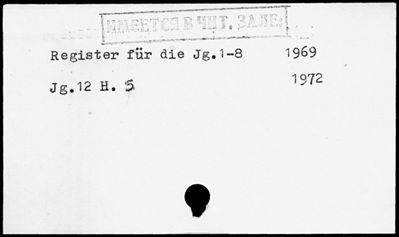 ИМЕЕТСЯ В ЧИТ. ЗАЛЕ.
Register für die Jg.1-8 1969
Jg.12 H. 5 1972